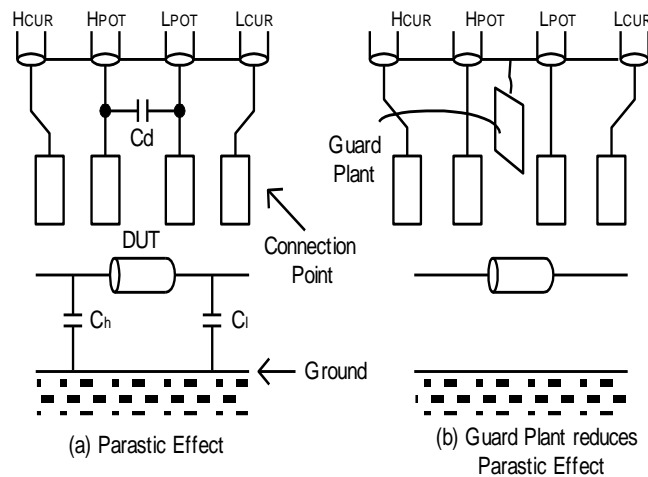 HCUR HPOT LPOT LCUR
HCUR HPOT LPOT LCUR
Cd
Guard
Plant
DUT
Connection
Point
Ch
Cl
Ground
(a) Parastic Effect
(b) Guard Plant reduces
Parastic Effect